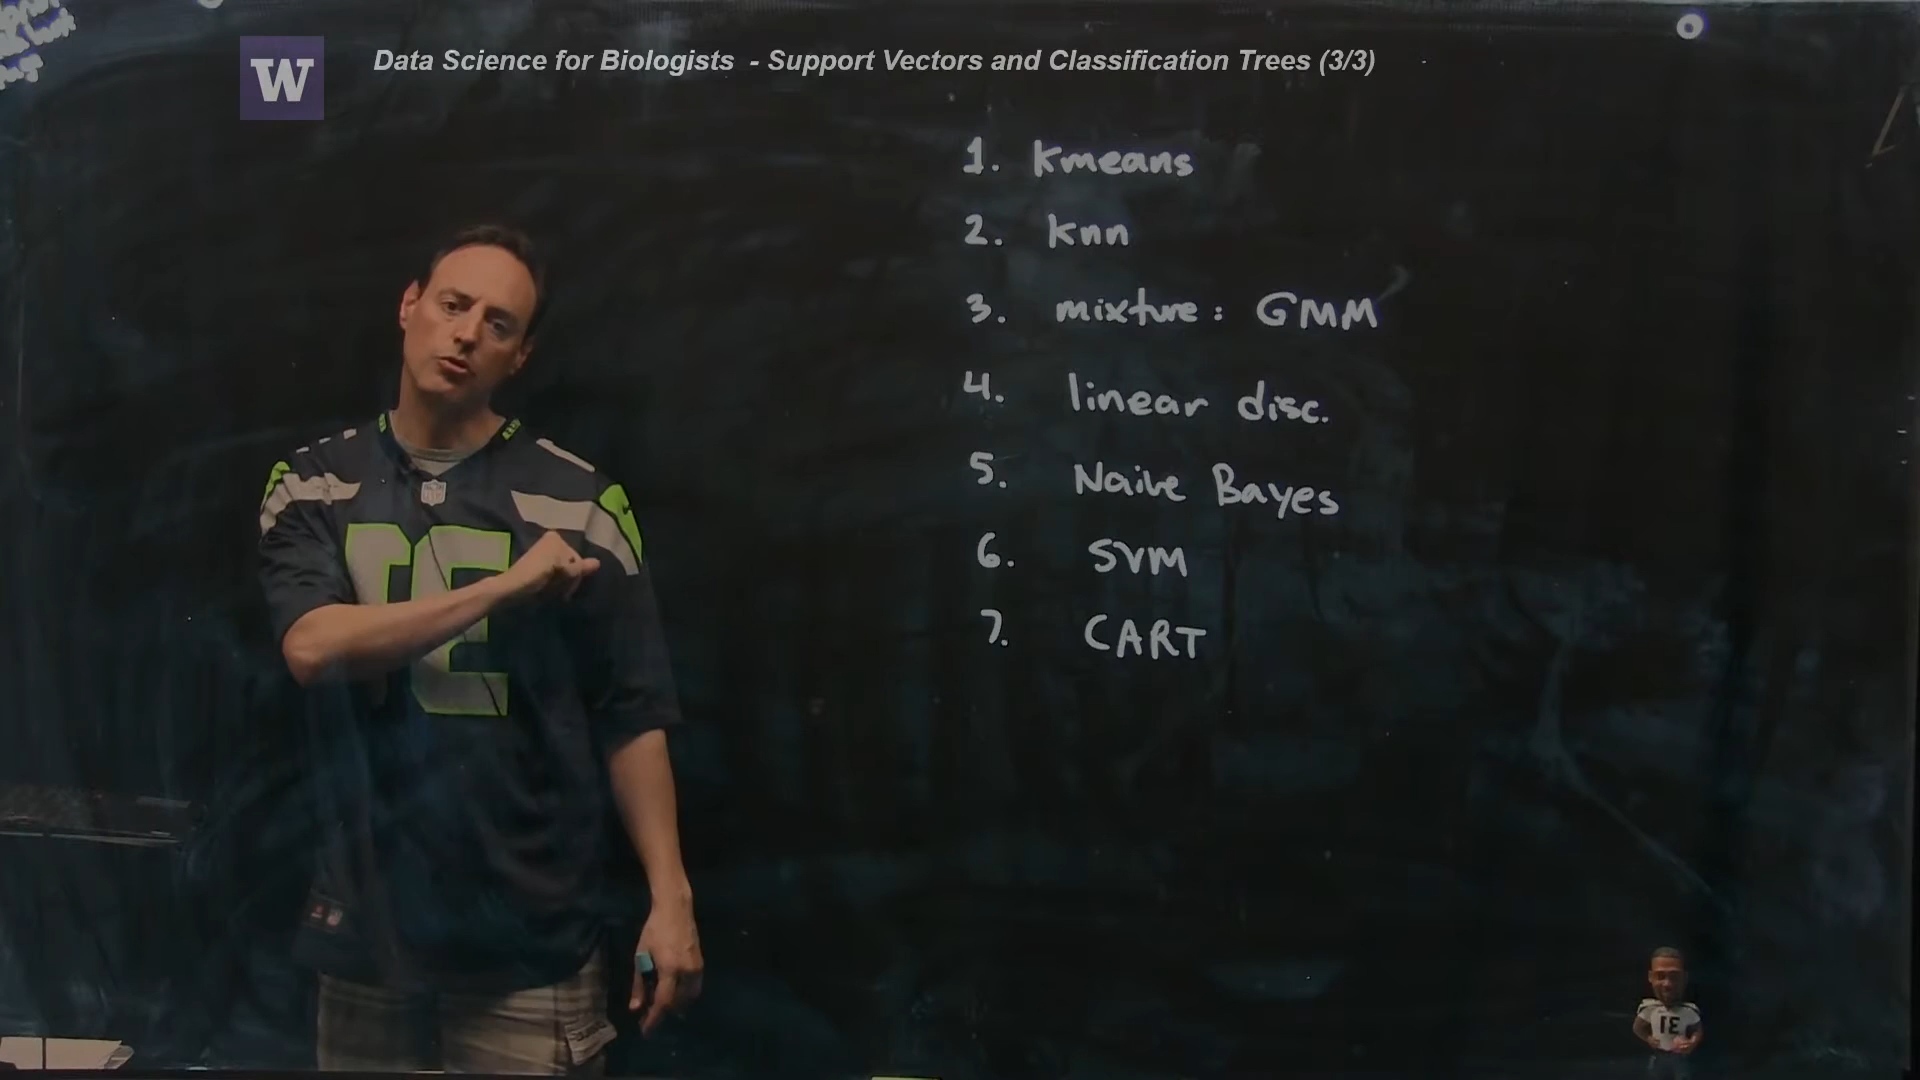 W
Data Science for Biologists - Support Vectors and Classification Trees (3/3)
1. Kmeans
2. knn
3. mixture: GMM
4. linear disc.
5. Naive Bayes
6. SVM
7. CART